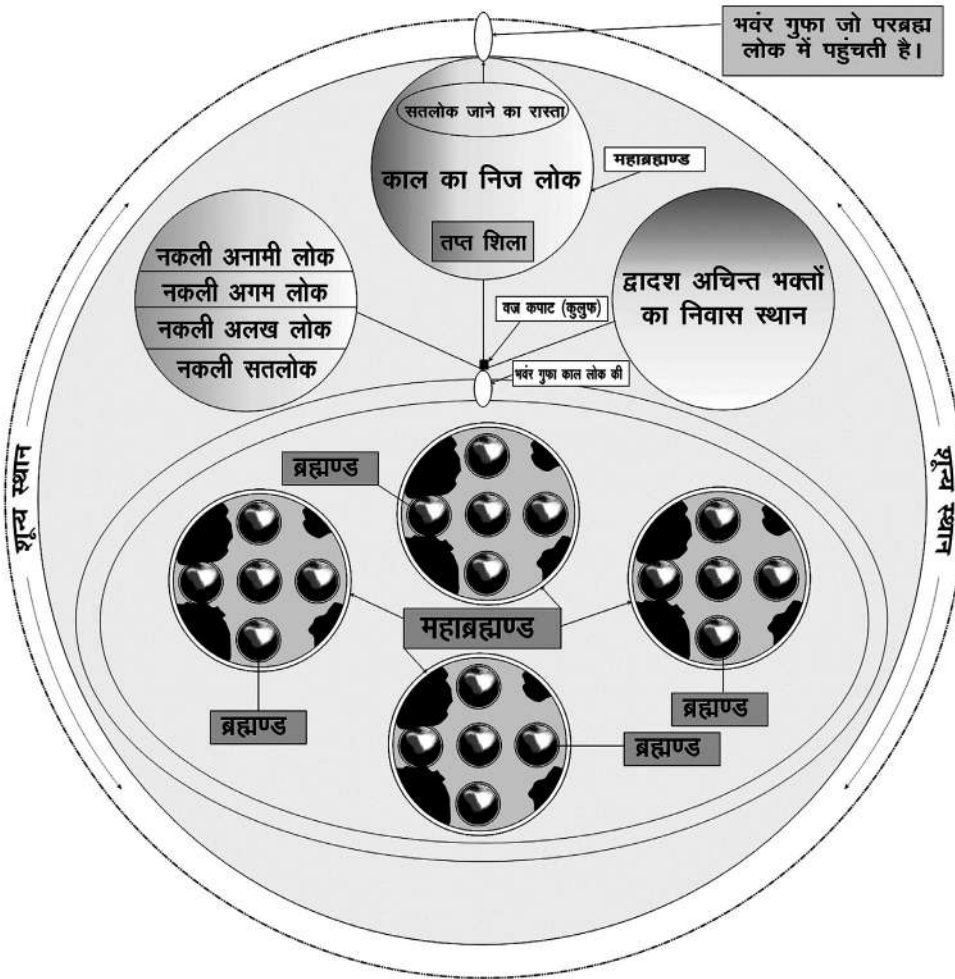 भवंर गुफा जो परब्रह्म
लोक में पहुंचती है।
सतलोक जाने का रास्ता
काल का निज लोक
महाब्रह्मण्ड
तप्त शिला
नकली अनामी लोक
नकली अगम लोक
नकली अलख लोक
नकली सतलोक
द्वादश अचिन्त भक्तों
का निवास स्थान
वज्र कपाट (कुलुफ)
भवंर गुफा काल लोक की
शून्य स्थान
शून्य स्थान
ब्रह्मण्ड
महाब्रह्मण्ड
ब्रह्मण्ड
ब्रह्मण्ड
ब्रह्मण्ड